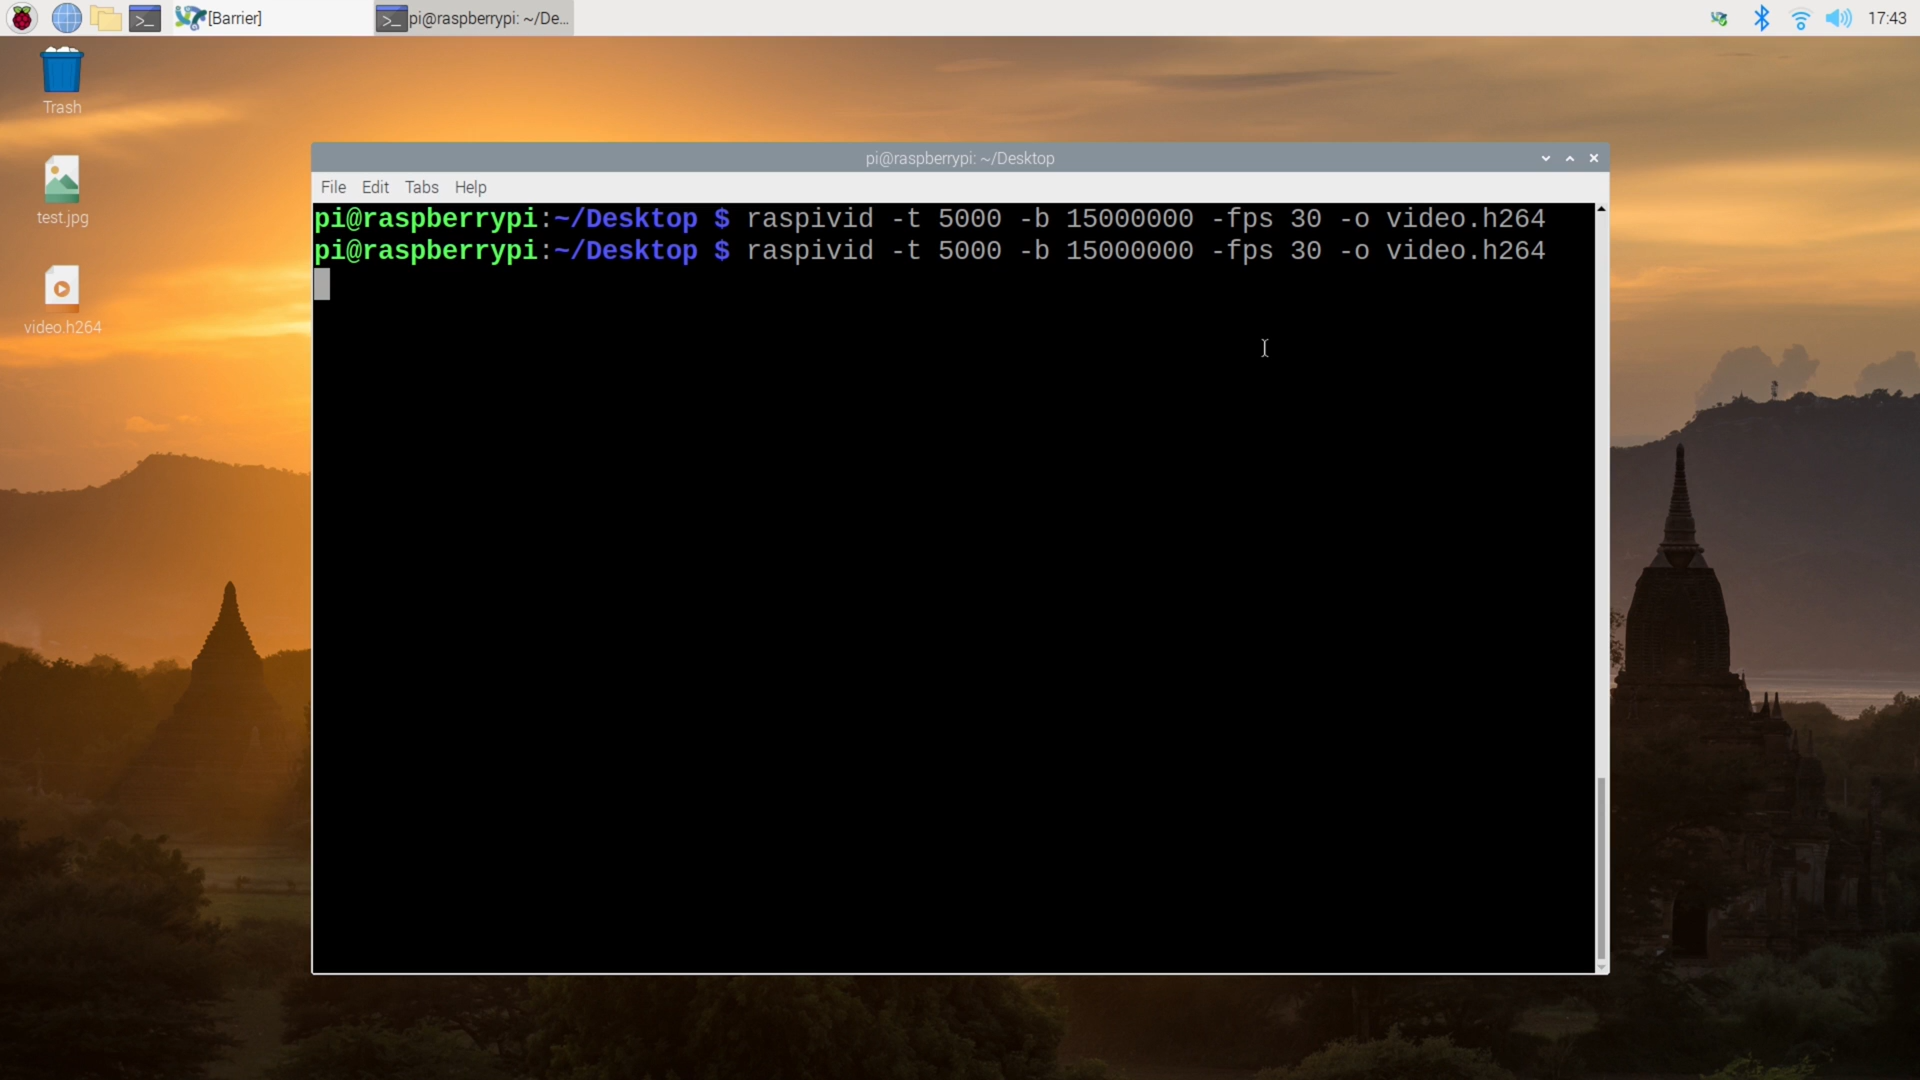 [Barrier]
pi@raspberrypi: ~/De...
17:43
Trash
test.jpg
video.h264
pi@raspberrypi: ~/Desktop
File Edit Tabs Help
pi@raspberrypi:~/Desktop $ raspivid -t 5000 -b 15000000 -fps 30 -o video.h264
pi@raspberrypi:~/Desktop $ raspivid -t 5000 -b 15000000 -fps 30 -o video.h264